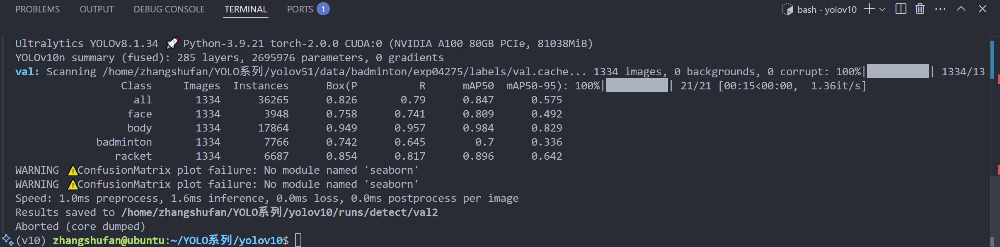 PROBLEMS OUTPUT DEBUG CONSOLE TERMINAL PORTS 1 bash - yolov10
Ultralytics YOLOv8.1.34 🚀 Python-3.9.21 torch-2.0.0 CUDA:0 (NVIDIA A100 80GB PCIe, 81038MiB)
YOLOv10n summary (fused): 285 layers, 2695976 parameters, 0 gradients
val: Scanning /home/zhangshufan/YOLO系列/yolov51/data/badminton/exp04275/labels/val.cache... 1334 images, 0 backgrounds, 0 corrupt: 100%|██████████| 1334/13
Class Images Instances Box(P R mAP50 mAP50-95): 100%|██████████| 21/21 [00:15<00:00, 1.36it/s]
all 1334 36265 0.826 0.79 0.847 0.575
face 1334 3948 0.758 0.741 0.809 0.492
body 1334 17864 0.949 0.957 0.984 0.829
badminton 1334 7766 0.742 0.645 0.7 0.336
racket 1334 6687 0.854 0.817 0.896 0.642
WARNING ⚠️ConfusionMatrix plot failure: No module named 'seaborn'
WARNING ⚠️ConfusionMatrix plot failure: No module named 'seaborn'
Speed: 1.0ms preprocess, 1.6ms inference, 0.0ms loss, 0.0ms postprocess per image
Results saved to /home/zhangshufan/YOLO系列/yolov10/runs/detect/val2
Aborted (core dumped)
(v10) zhangshufan@ubuntu:~/YOLO系列/yolov10$